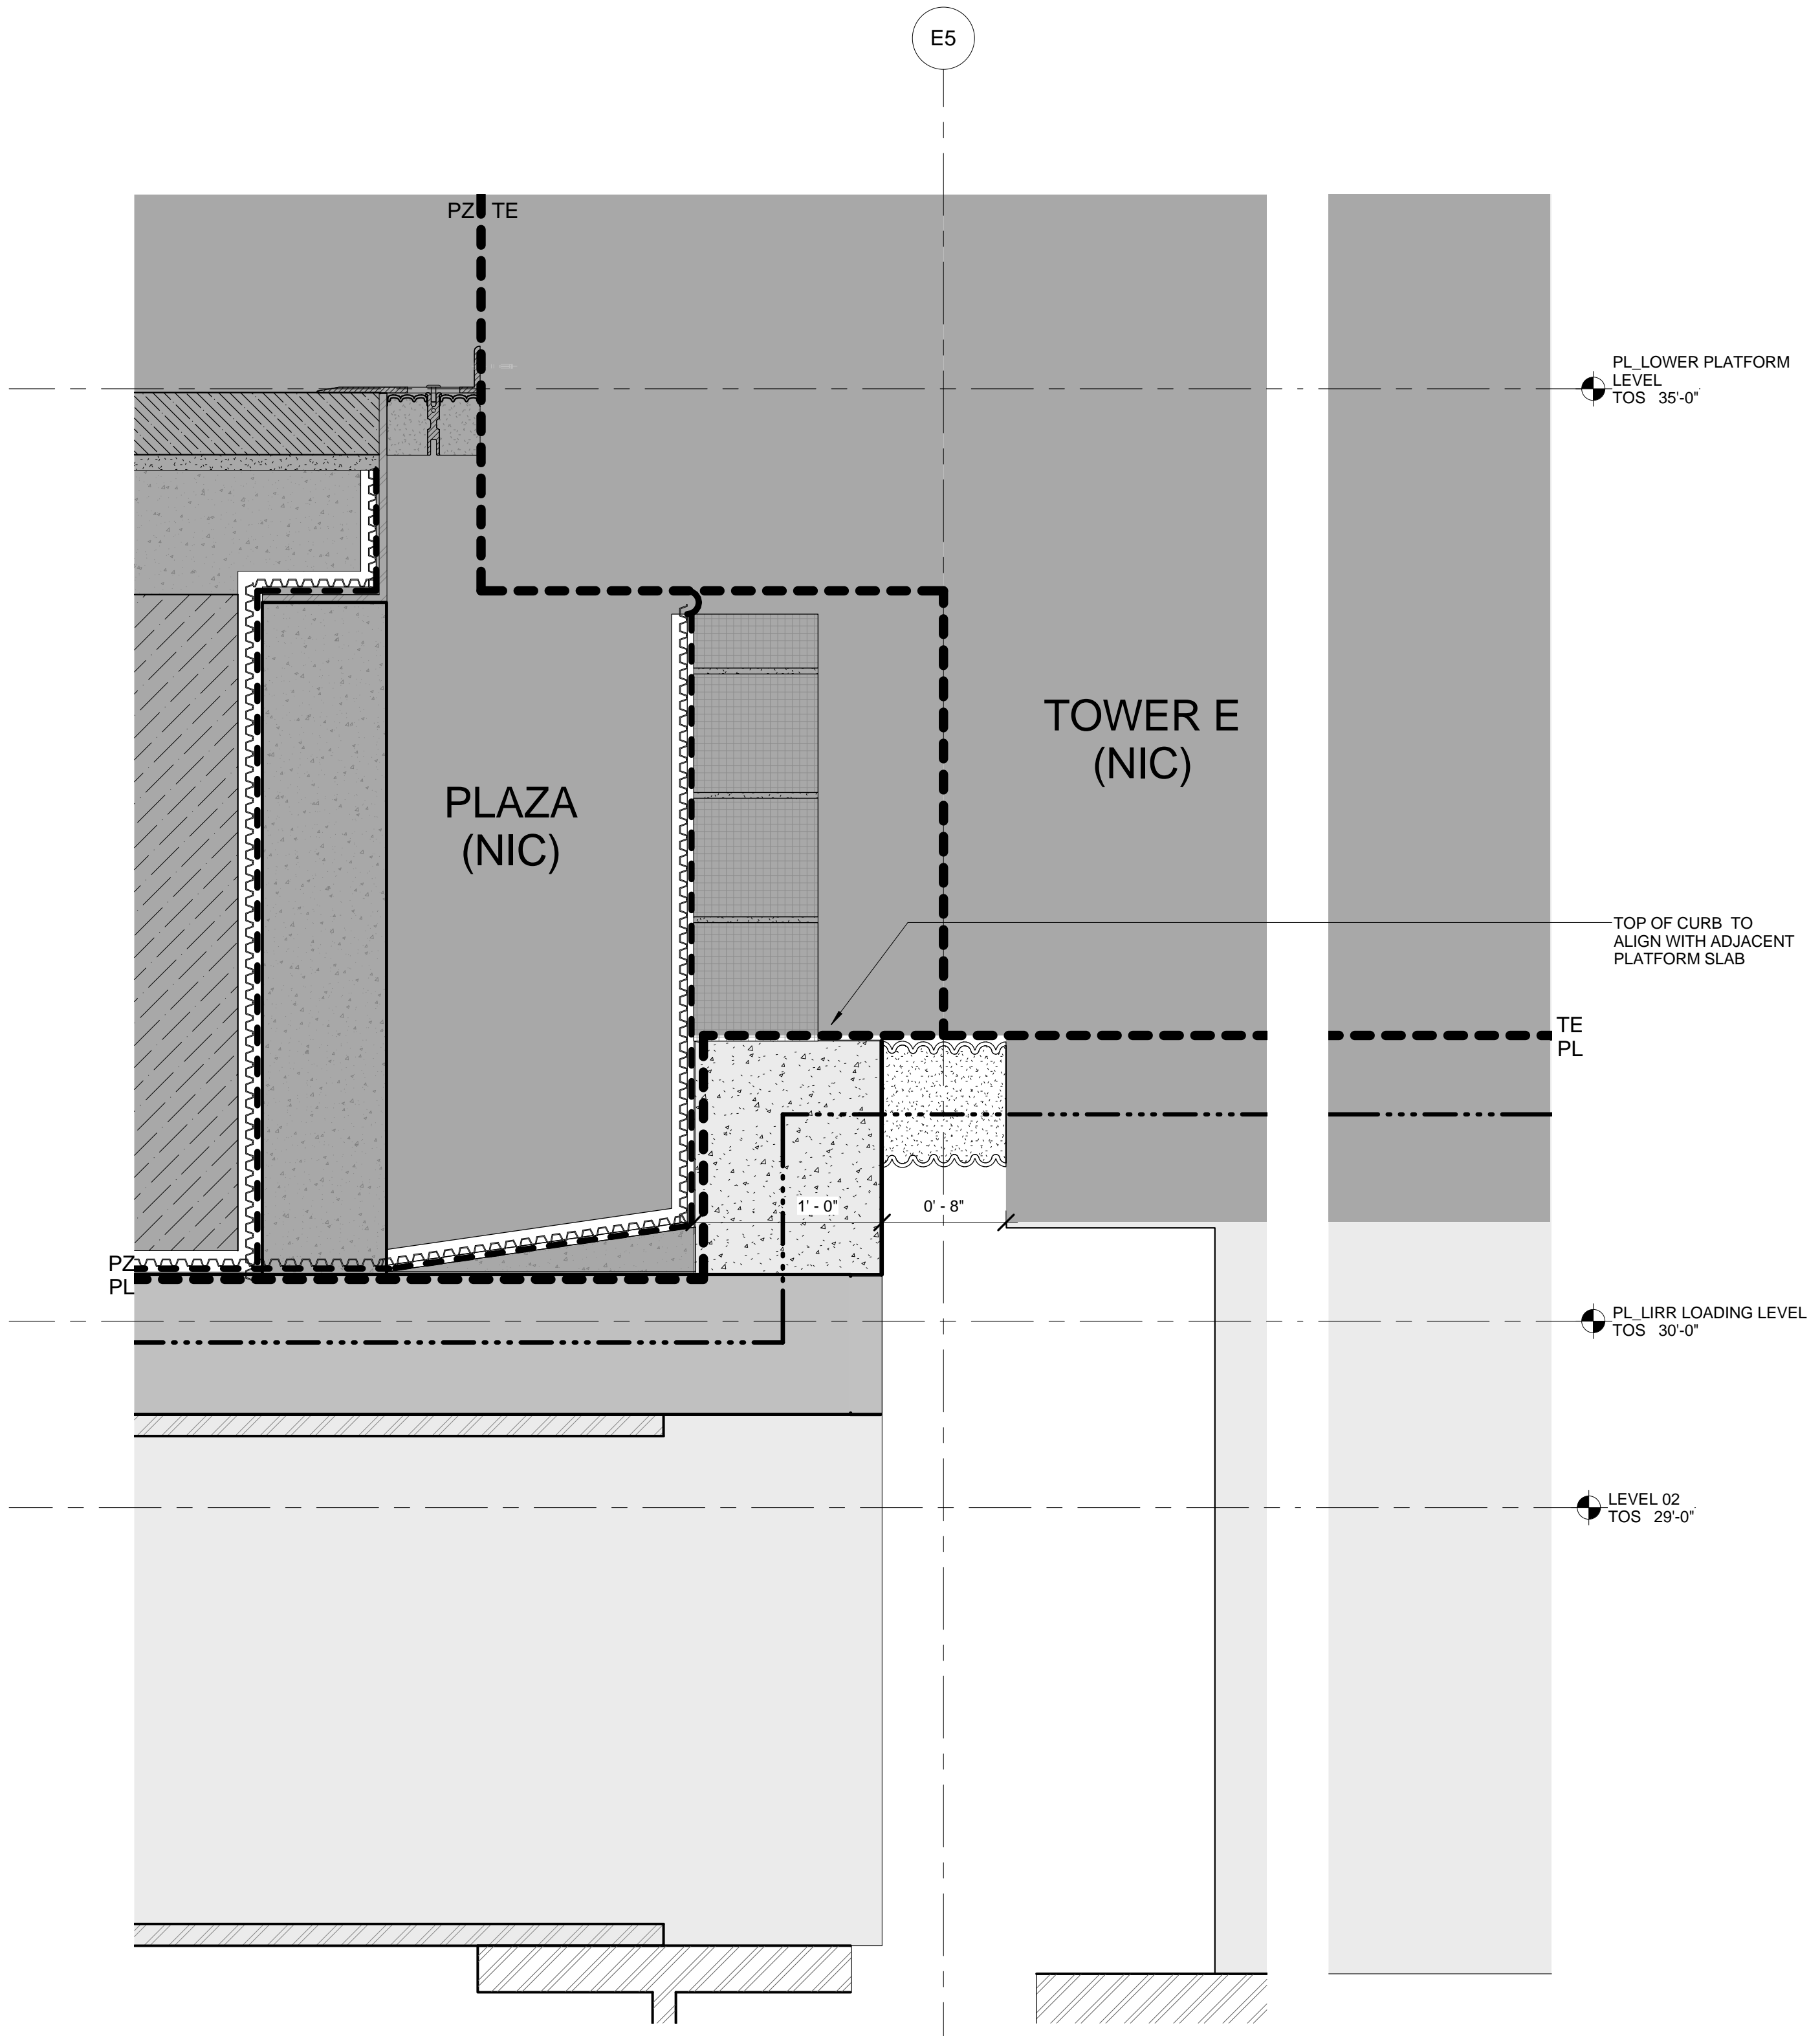 E5
PZ TE
PL_LOWER PLATFORM
LEVEL
TOS 35'-0"
TOWER E
(NIC)
PLAZA
(NIC)
TOP OF CURB TO
ALIGN WITH ADJACENT
PLATFORM SLAB
TE
PL
1' - 0"
0' - 8"
PZ
PL
PL_LIRR LOADING LEVEL
TOS 30'-0"
LEVEL 02
TOS 29'-0"